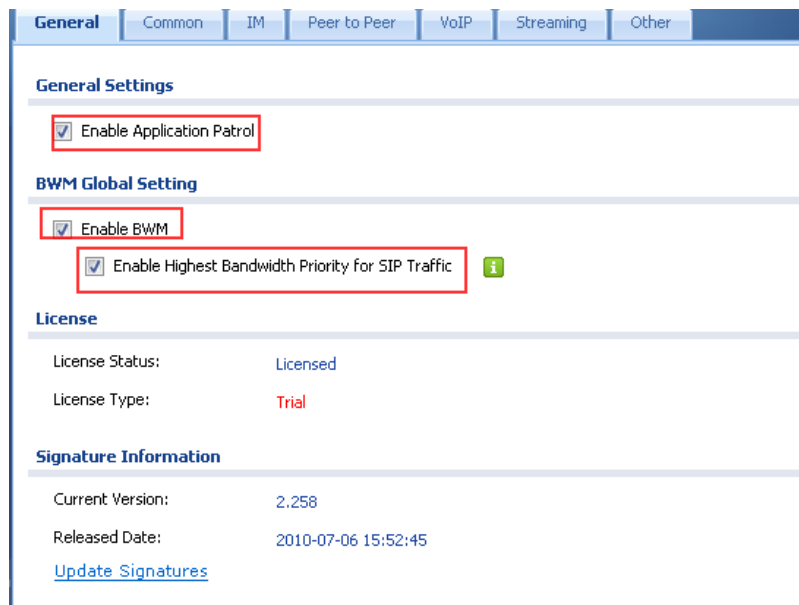 General Common IM Peer to Peer VoIP Streaming Other
General Settings
Enable Application Patrol
BWM Global Setting
Enable BWM
Enable Highest Bandwidth Priority for SIP Traffic i
License
License Status: Licensed
License Type: Trial
Signature Information
Current Version: 2.258
Released Date: 2010-07-06 15:52:45
Update Signatures